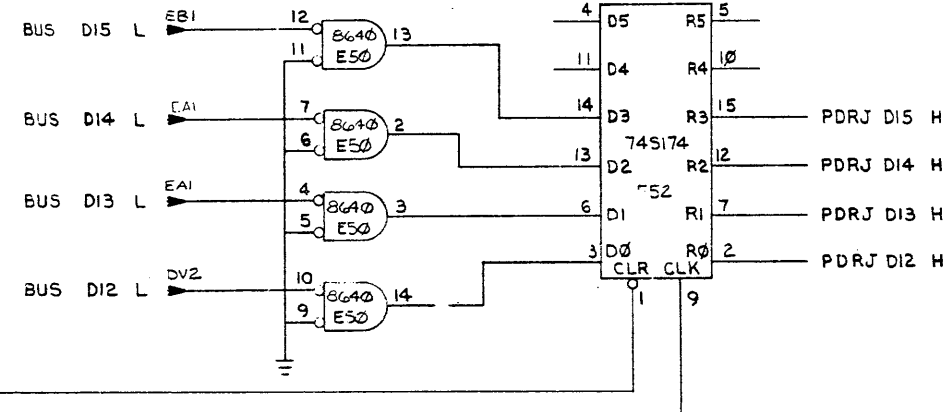 BUS D15 L EB1 12 8640 13 4 D5 R5 5
11 E50
11 D4 R4 10
BUS D14 L 7 8640 2 14 D3 R3 15 PDRJ D15 H
6 E50 74S174
13 D2 R2 12 PDRJ D14 H
BUS D13 L EA1 4 8640 3 52
5 E50 6 D1 R1 7 PDRJ D13 H
BUS D12 L DV2 10 8640 14 3 D0 R0 2 PDRJ D12 H
9 E50 CLR CLK
1 9